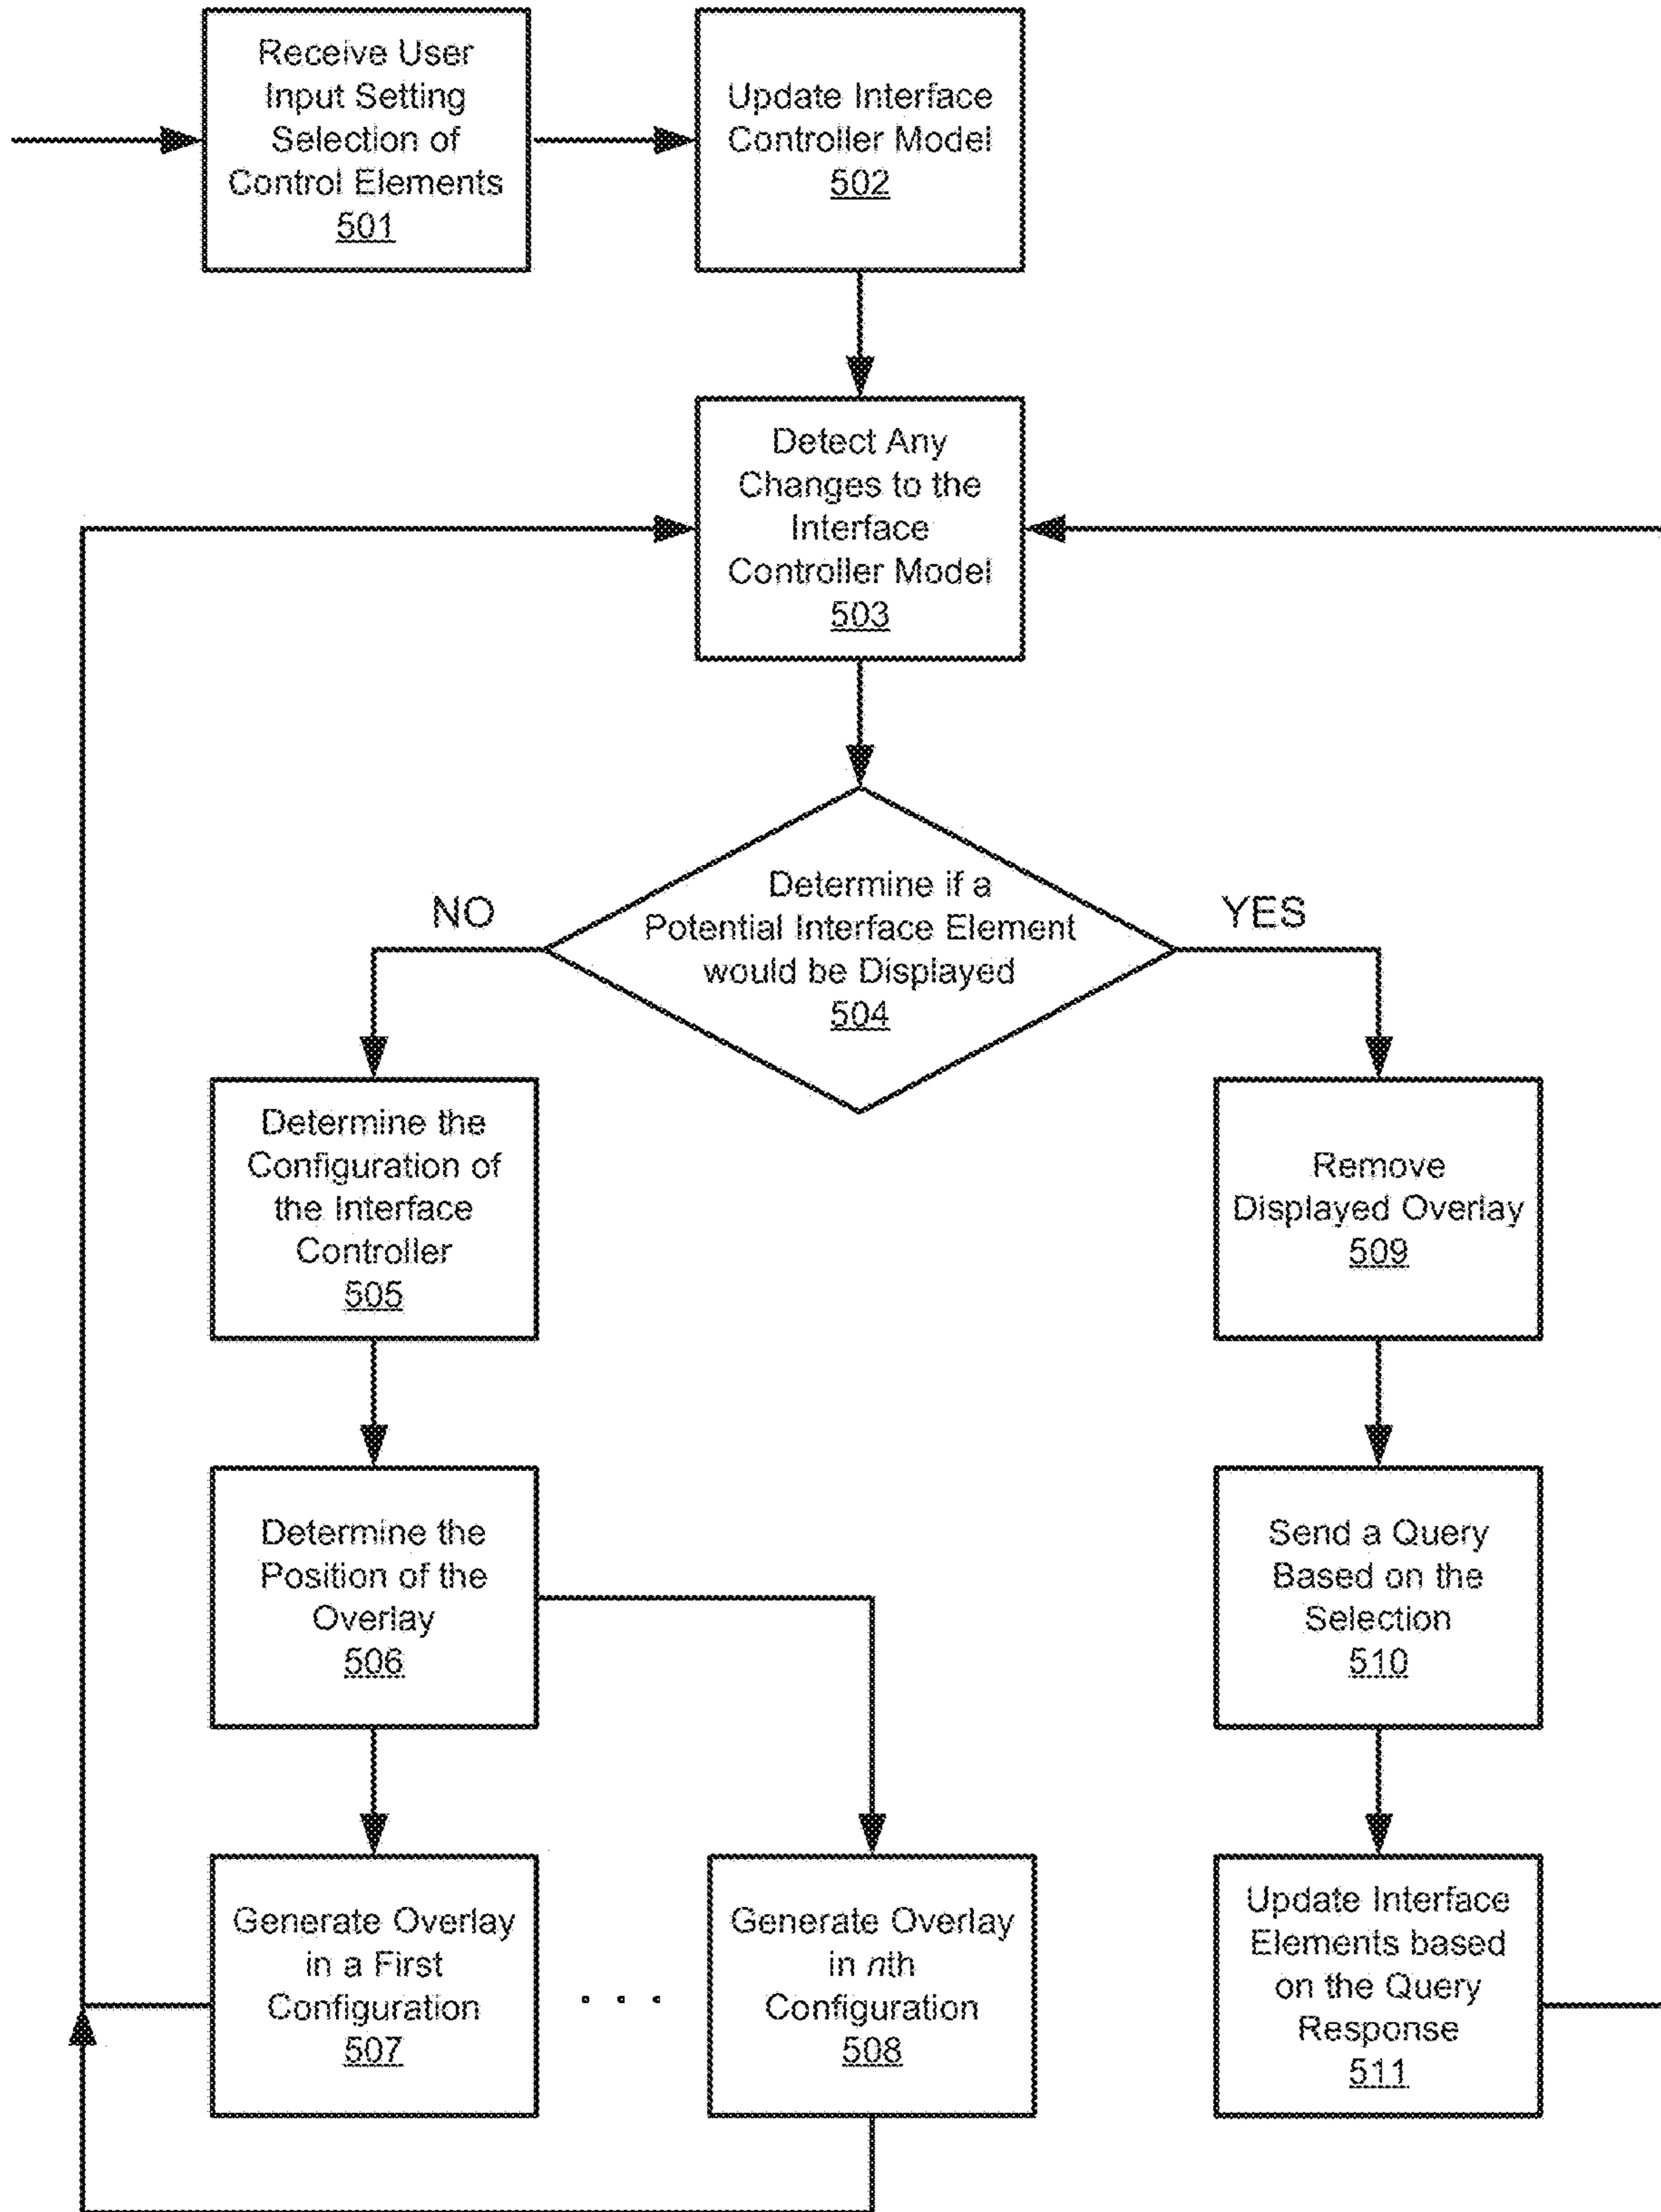 Receive User
Input Setting
Selection of
Control Elements
501
Update Interface
Controller Model
502
Detect Any
Changes to the
Interface
Controller Model
503
Determine if a
Potential Interface Element
would be Displayed
504
NO
YES
Determine the
Configuration of
the Interface
Controller
505
Remove
Displayed Overlay
509
Determine the
Position of the
Overlay
506
Send a Query
Based on the
Selection
510
Generate Overlay
in a First
Configuration
507
. . .
Generate Overlay
in nth
Configuration
508
Update Interface
Elements based
on the Query
Response
511